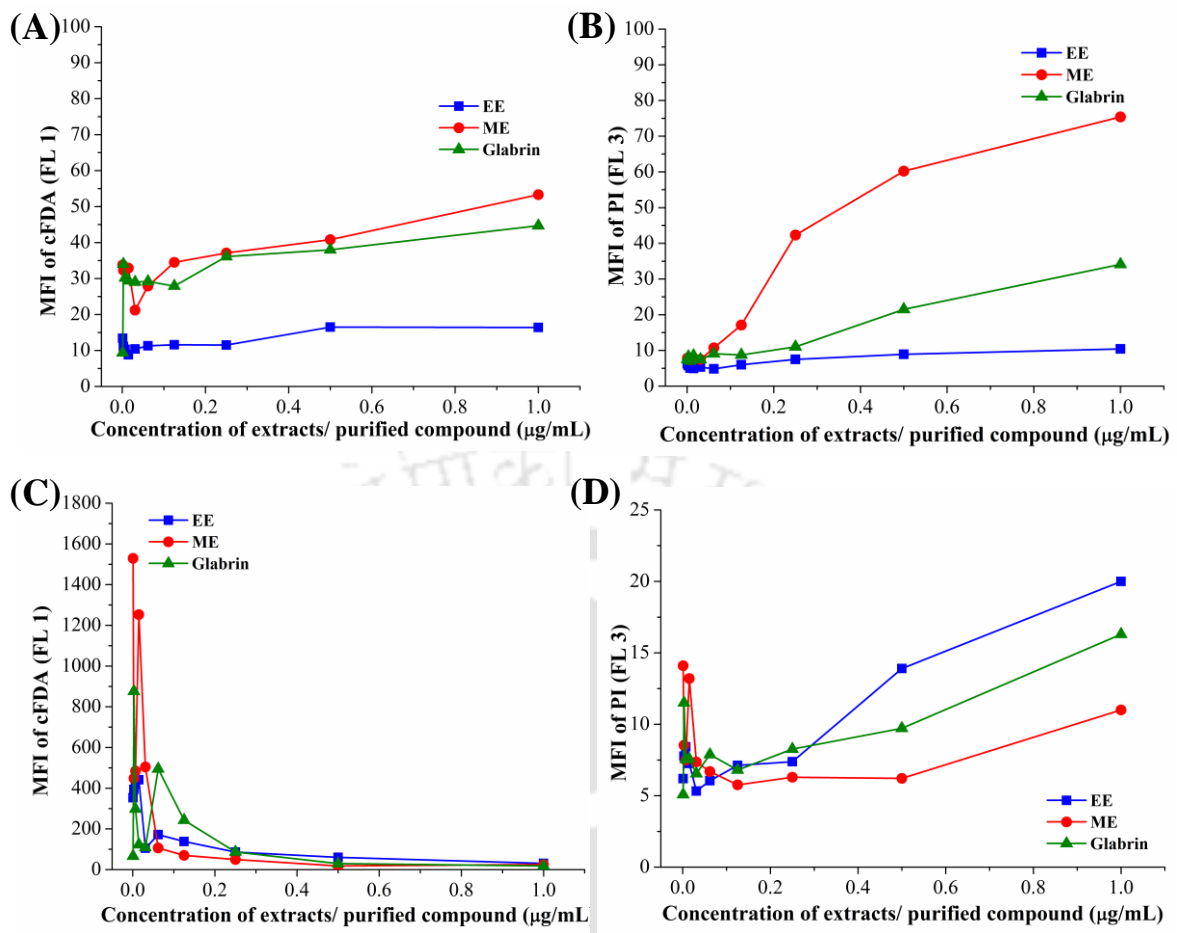 (A)
100
90
80
70
60
50
40
30
20
10
0
MFI of cFDA (FL 1)
EE
ME
Glabrin
0.0 0.2 0.4 0.6 0.8 1.0
Concentration of extracts/ purified compound (μg/mL)
(B)
100
90
80
70
60
50
40
30
20
10
0
MFI of PI (FL 3)
EE
ME
Glabrin
0.0 0.2 0.4 0.6 0.8 1.0
Concentration of extracts/ purified compound (μg/mL)
(C)
1800
1600
1400
1200
1000
800
600
400
200
0
MFI of cFDA (FL 1)
EE
ME
Glabrin
0.0 0.2 0.4 0.6 0.8 1.0
Concentration of extracts/ purified compound (μg/mL)
(D)
25
20
15
10
5
0
MFI of PI (FL 3)
EE
ME
Glabrin
0.0 0.2 0.4 0.6 0.8 1.0
Concentration of extracts/ purified compound (μg/mL)